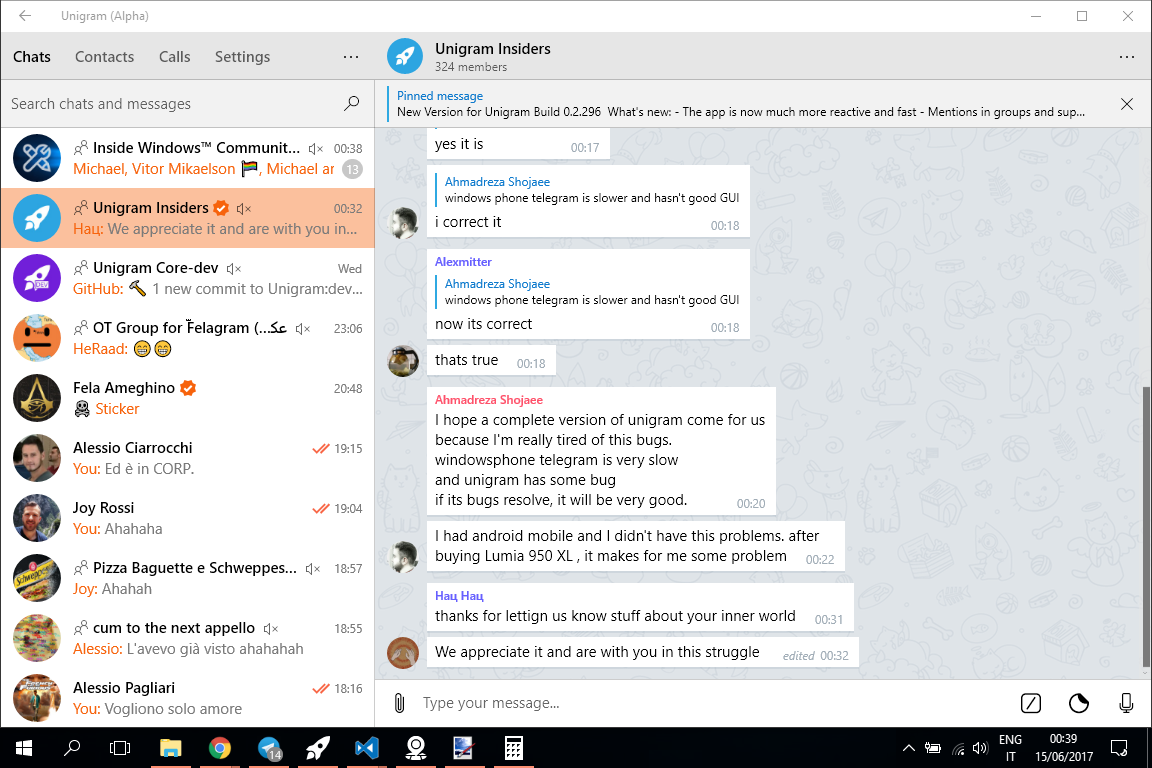 Unigram (Alpha)
Chats Contacts Calls Settings
Search chats and messages
Inside Windows™ Communit... 00:38
Michael, Vitor Mikaelson 🏳️‍🌈, Michael ar 13
Unigram Insiders 00:32
Нац: We appreciate it and are with you in...
Unigram Core-dev Wed
GitHub: 🔨 1 new commit to Unigram:dev...
HeRaad: 😁😁
23:06
Fela Ameghino 20:48
☠ Sticker
Alessio Ciarrocchi 19:15
You: Ed è in CORP.
Joy Rossi 19:04
You: Ahahaha
Pizza Baguette e Schweppes... 18:57
Joy: Ahahah
cum to the next appello 18:55
Alessio: L'avevo già visto ahahahah
Alessio Pagliari 18:16
You: Vogliono solo amore
Unigram Insiders
324 members
Pinned message
New Version for Unigram Build 0.2.296 What's new: - The app is now much more reactive and fast - Mentions in groups and sup...
yes it is 00:17
Ahmadreza Shojaee
windows phone telegram is slower and hasn't good GUI
i correct it 00:18
Alexmitter
Ahmadreza Shojaee
windows phone telegram is slower and hasn't good GUI
now its correct 00:18
thats true 00:18
Ahmadreza Shojaee
I hope a complete version of unigram come for us
because I'm really tired of this bugs.
windowsphone telegram is very slow
and unigram has some bug
if its bugs resolve, it will be very good. 00:20
I had android mobile and I didn't have this problems. after
buying Lumia 950 XL , it makes for me some problem 00:22
Нац Нац
thanks for lettign us know stuff about your inner world 00:31
We appreciate it and are with you in this struggle edited 00:32
Type your message...
14
ENG
IT
00:39
15/06/2017